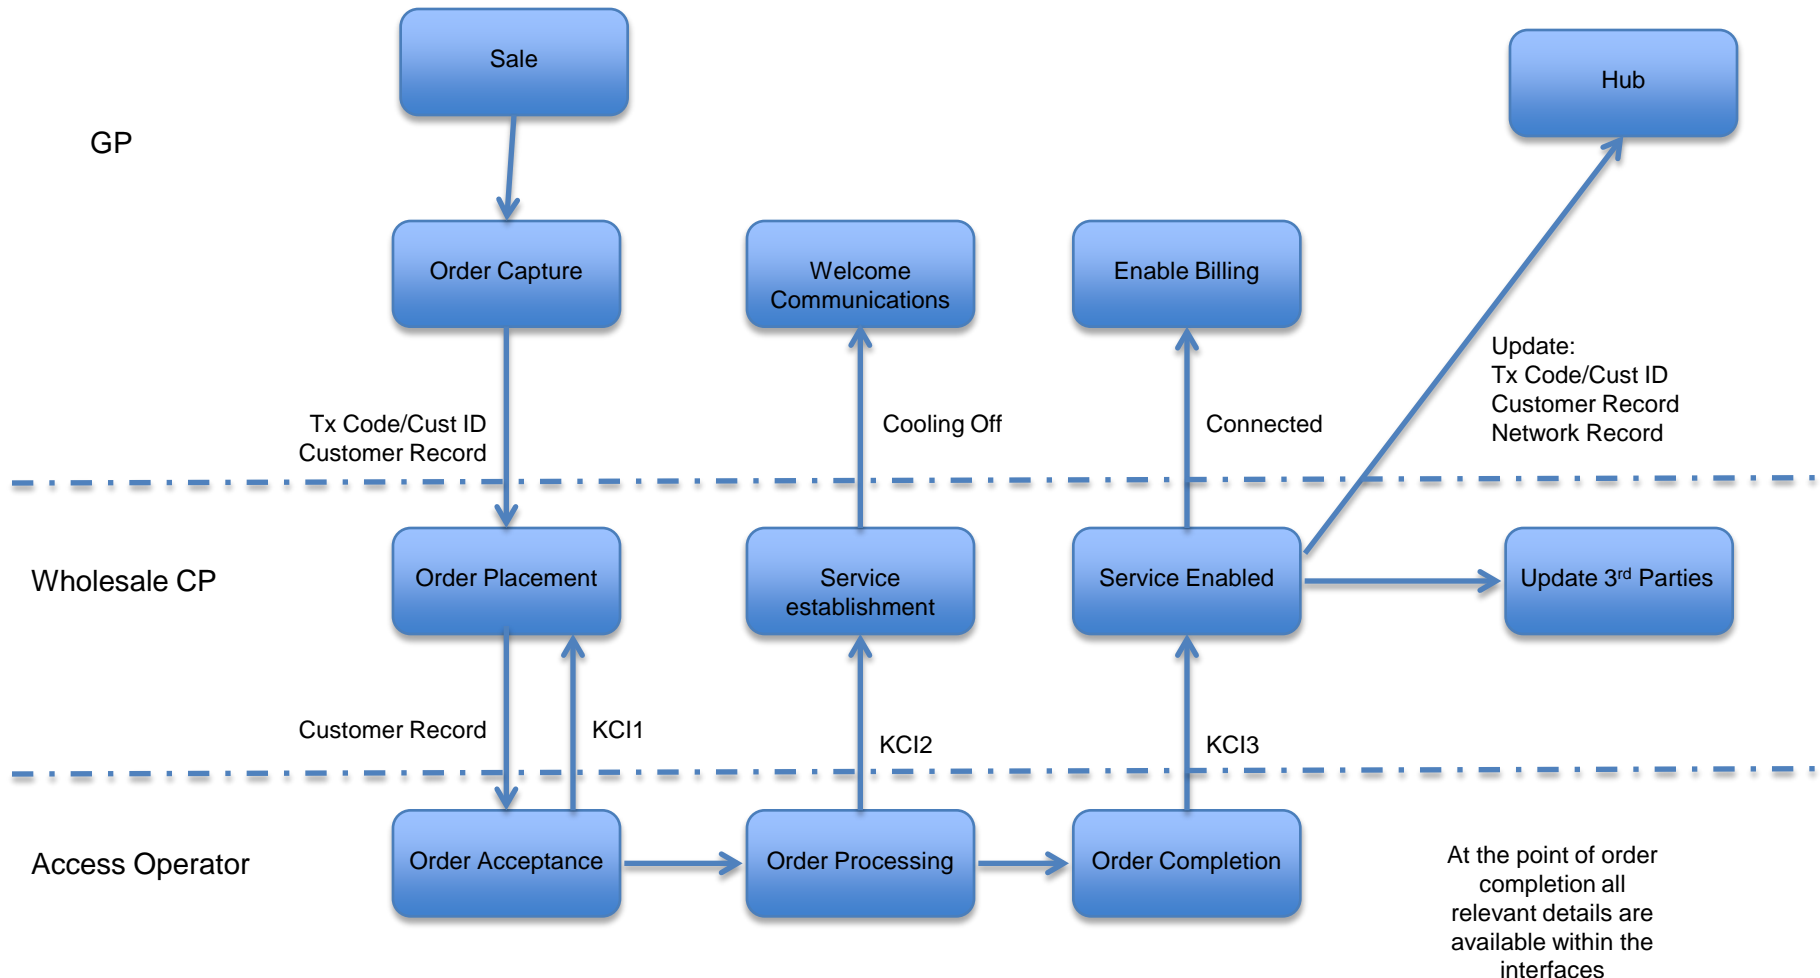 Sale
Hub
GP
Order Capture
Welcome
Communications
Enable Billing
Update:
Tx Code/Cust ID
Customer Record
Network Record
Tx Code/Cust ID
Customer Record
Cooling Off
Connected
Wholesale CP
Order Placement
Service
establishment
Service Enabled
Update 3rd Parties
Customer Record
KCI1
KCI2
KCI3
Access Operator
Order Acceptance
Order Processing
Order Completion
At the point of order
completion all
relevant details are
available within the
interfaces